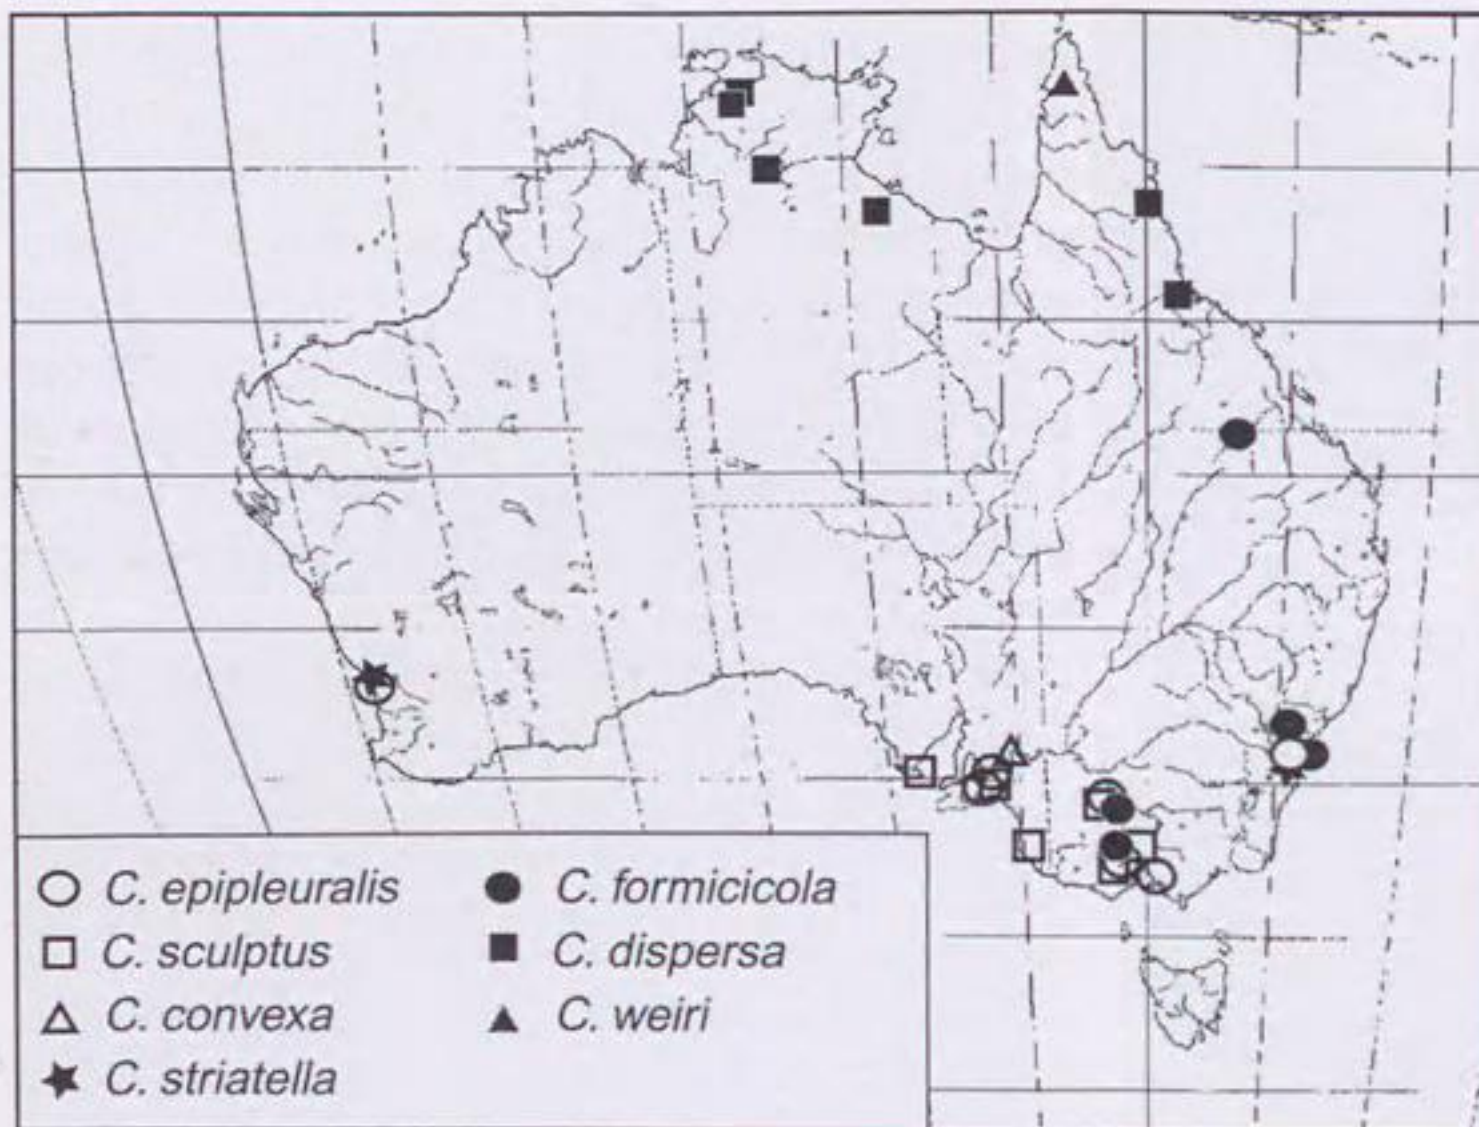 C. epipleuralis
C. sculptus
C. convexa
C. striatella
C. formicicola
C. dispersa
C. weiri